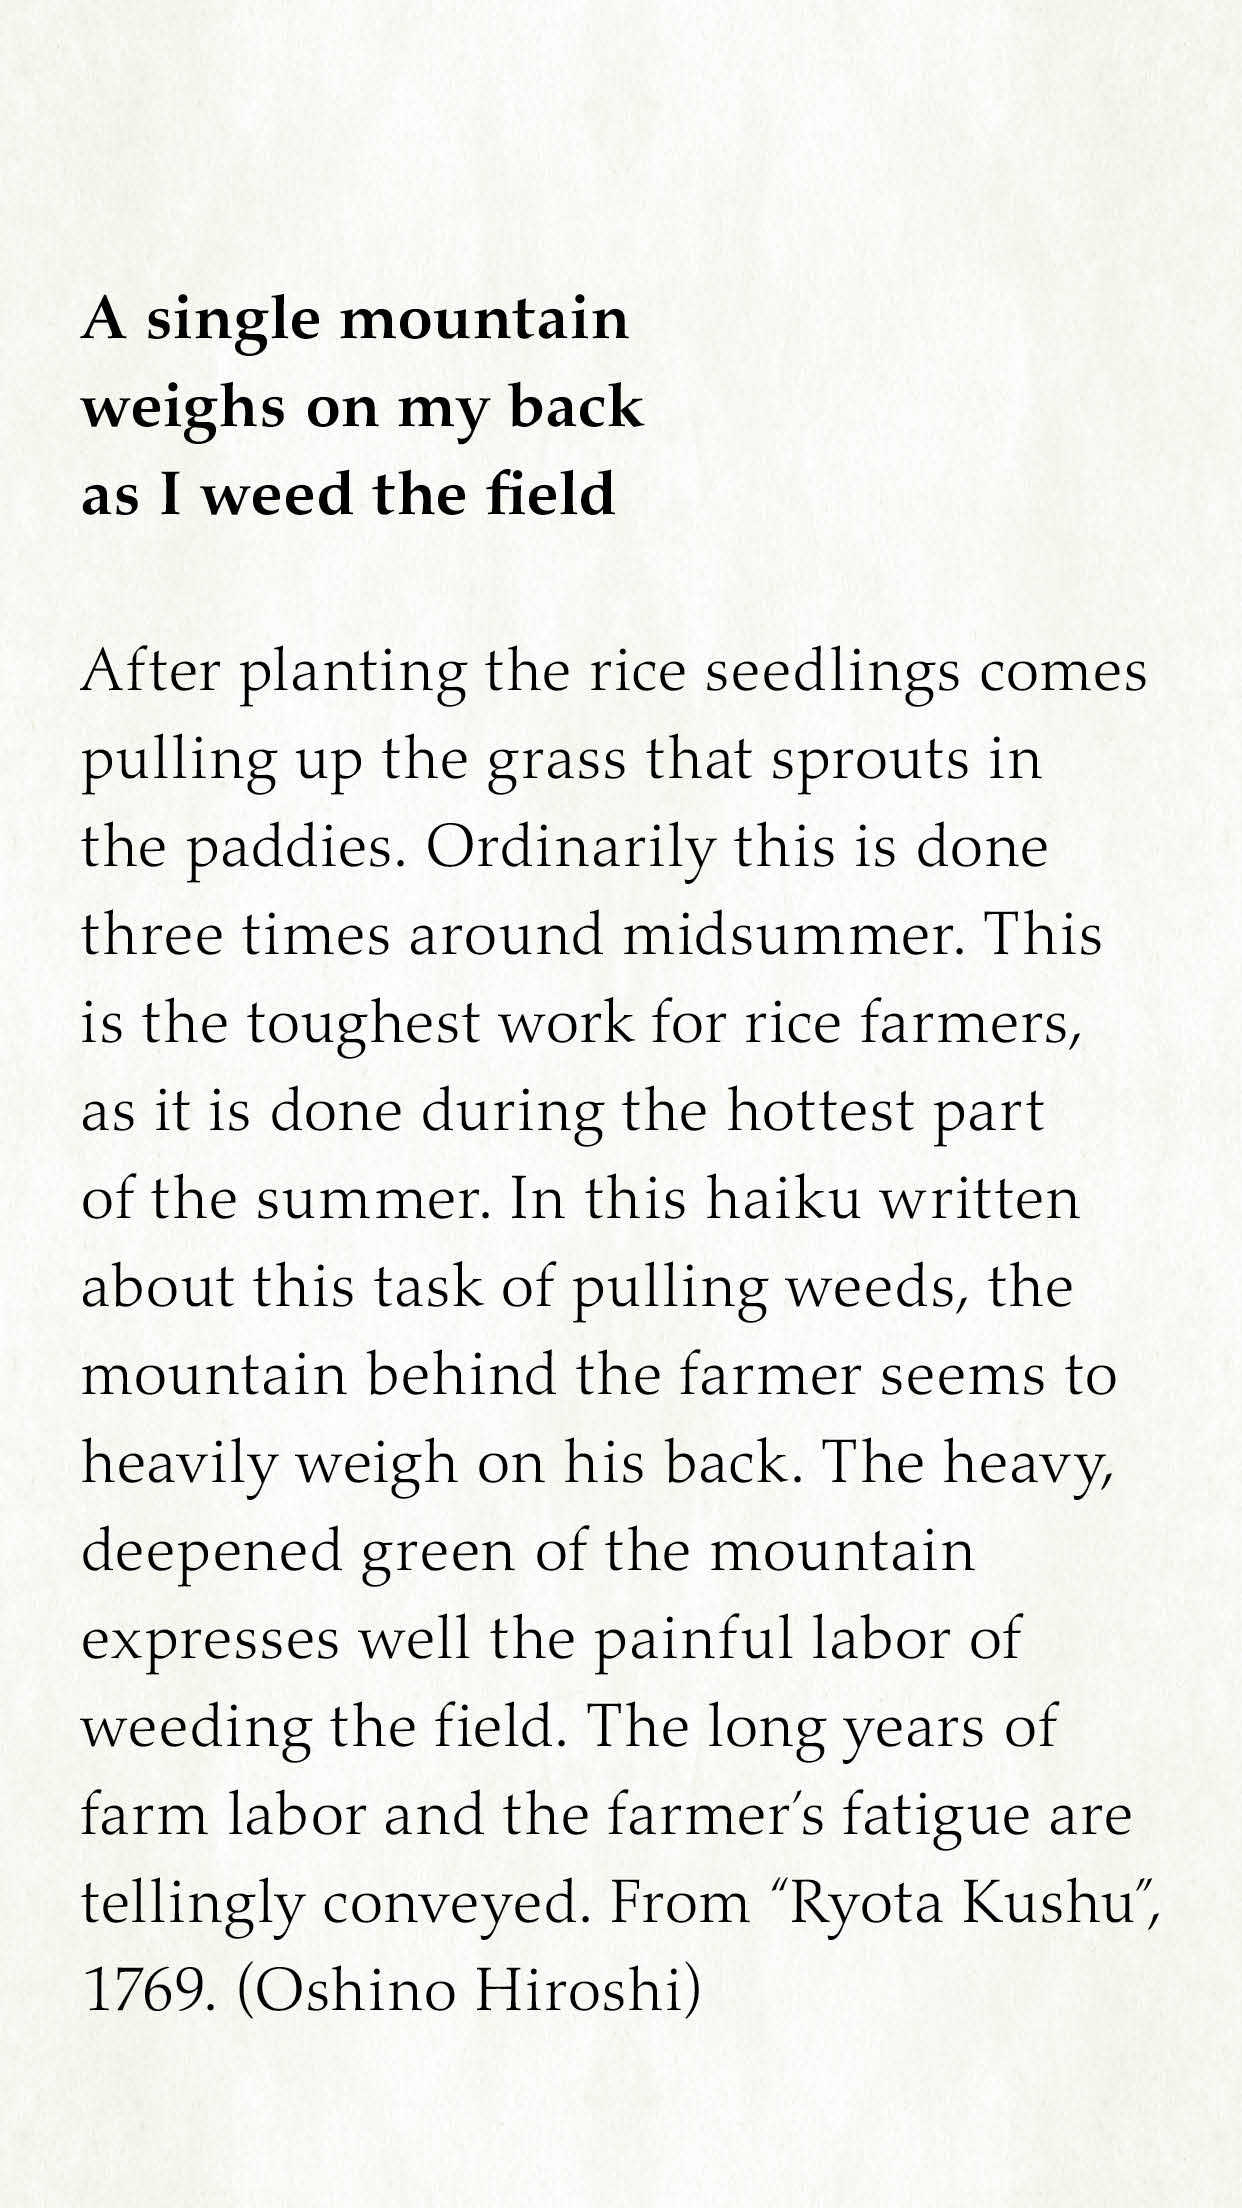 A single mountain
weighs on my back
as I weed the field
After planting the rice seedlings comes
pulling up the grass that sprouts in
the paddies. Ordinarily this is done
three times around midsummer. This
is the toughest work for rice farmers,
as it is done during the hottest part
of the summer. In this haiku written
about this task of pulling weeds, the
mountain behind the farmer seems to
heavily weigh on his back. The heavy,
deepened green of the mountain
expresses well the painful labor of
weeding the field. The long years of
farm labor and the farmer’s fatigue are
tellingly conveyed. From “Ryota Kushu”,
1769. (Oshino Hiroshi)